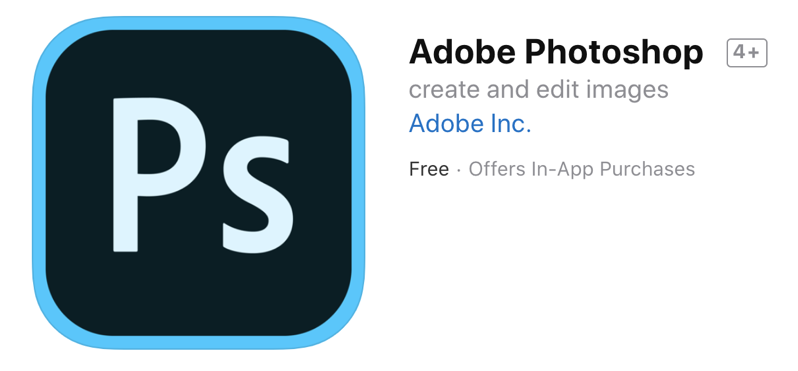 Ps
Adobe Photoshop 4+
create and edit images
Adobe Inc.
Free · Offers In-App Purchases